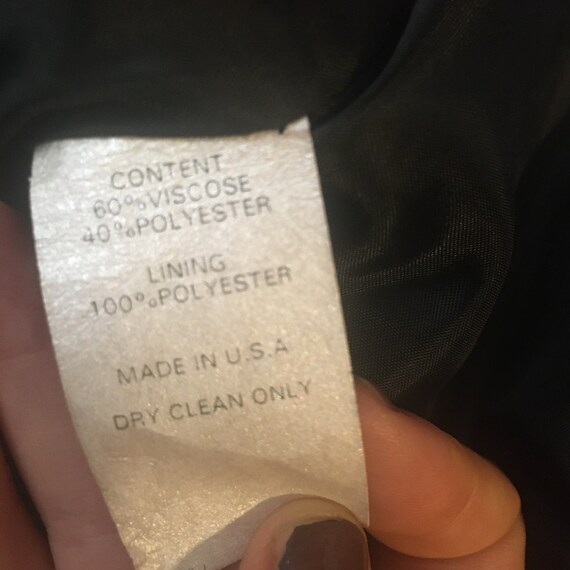 CONTENT
60%VISCOSE
40%POLYESTER
LINING
100%POLYESTER
MADE IN U.S.A
DRY CLEAN ONLY